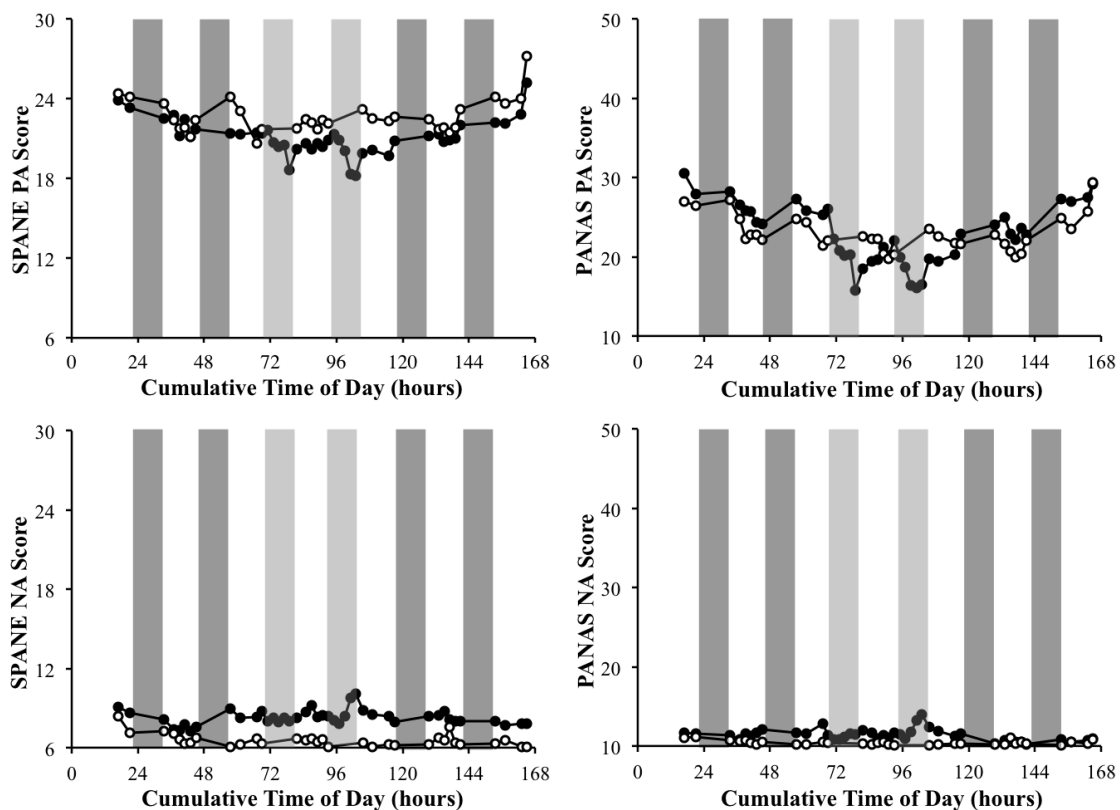 SPANE PA Score
30
24
18
12
6
0 24 48 72 96 120 144 168
Cumulative Time of Day (hours)
PANAS PA Score
50
40
30
20
10
0 24 48 72 96 120 144 168
Cumulative Time of Day (hours)
SPANE NA Score
30
24
18
12
6
0 24 48 72 96 120 144 168
Cumulative Time of Day (hours)
PANAS NA Score
50
40
30
20
10
0 24 48 72 96 120 144 168
Cumulative Time of Day (hours)